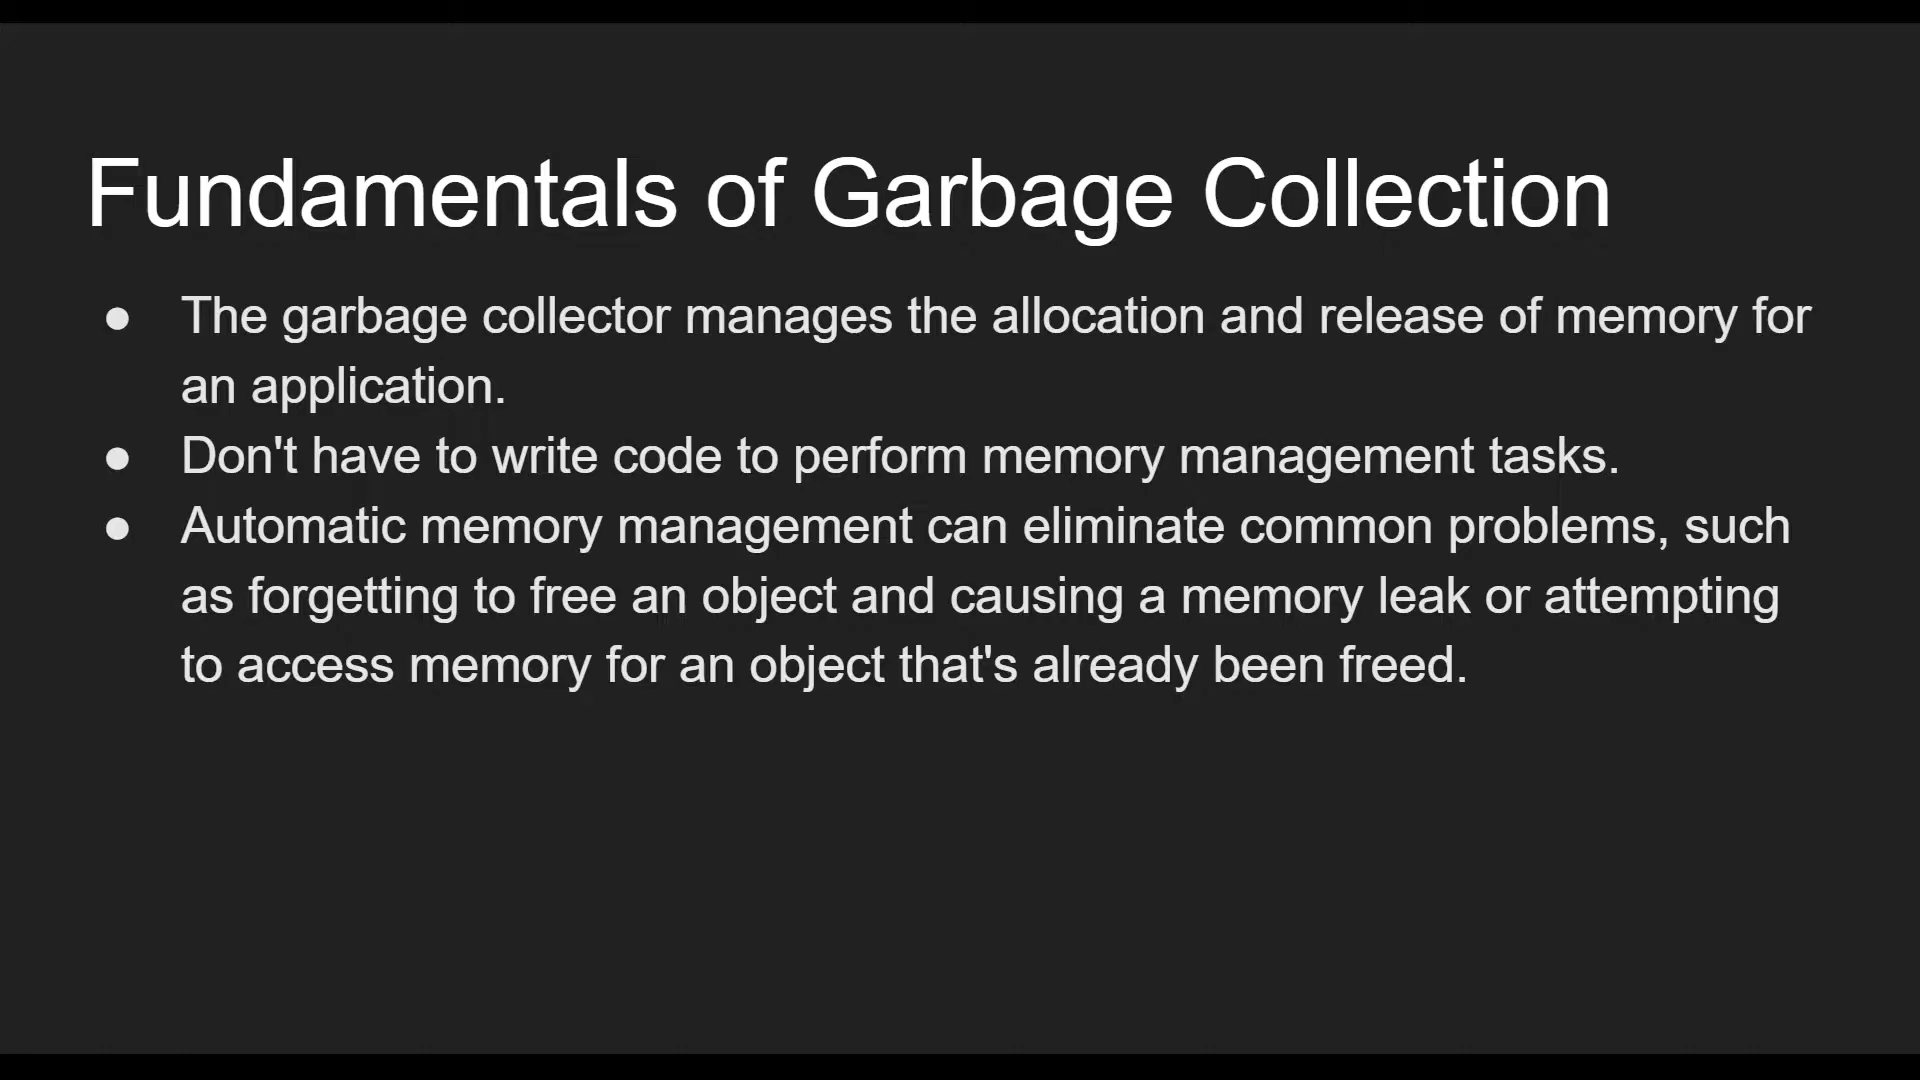 Fundamentals of Garbage Collection
● The garbage collector manages the allocation and release of memory for
an application.
● Don't have to write code to perform memory management tasks.
● Automatic memory management can eliminate common problems, such
as forgetting to free an object and causing a memory leak or attempting
to access memory for an object that's already been freed.